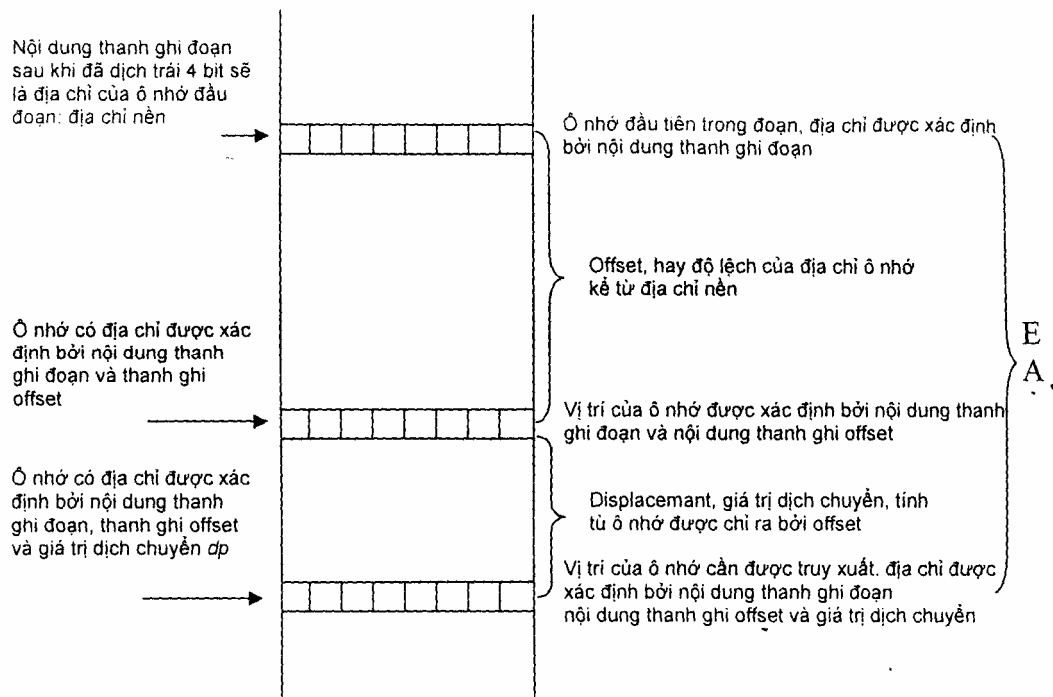 Nội dung thanh ghi đoạn
sau khi đã dịch trái 4 bit sẽ
là địa chỉ của ô nhớ đầu
đoạn: địa chỉ nền
Ô nhớ đầu tiên trong đoạn, địa chỉ được xác định
bởi nội dung thanh ghi đoạn
Offset, hay độ lệch của địa chỉ ô nhớ
kể từ địa chỉ nền
Ô nhớ có địa chỉ được xác
định bởi nội dung thanh
ghi đoạn và thanh ghi
offset
E
A
Vị trí của ô nhớ được xác định bởi nội dung thanh
ghi đoạn và nội dung thanh ghi offset
Ô nhớ có địa chỉ được xác
định bởi nội dung thanh
ghi đoạn, thanh ghi offset
và giá trị dịch chuyển dp
Displacemant, giá trị dịch chuyển, tính
từ ô nhớ được chỉ ra bởi offset
Vị trí của ô nhớ cần được truy xuất. địa chỉ được
xác định bởi nội dung thanh ghi đoạn
nội dung thanh ghi offset và giá trị dịch chuyển